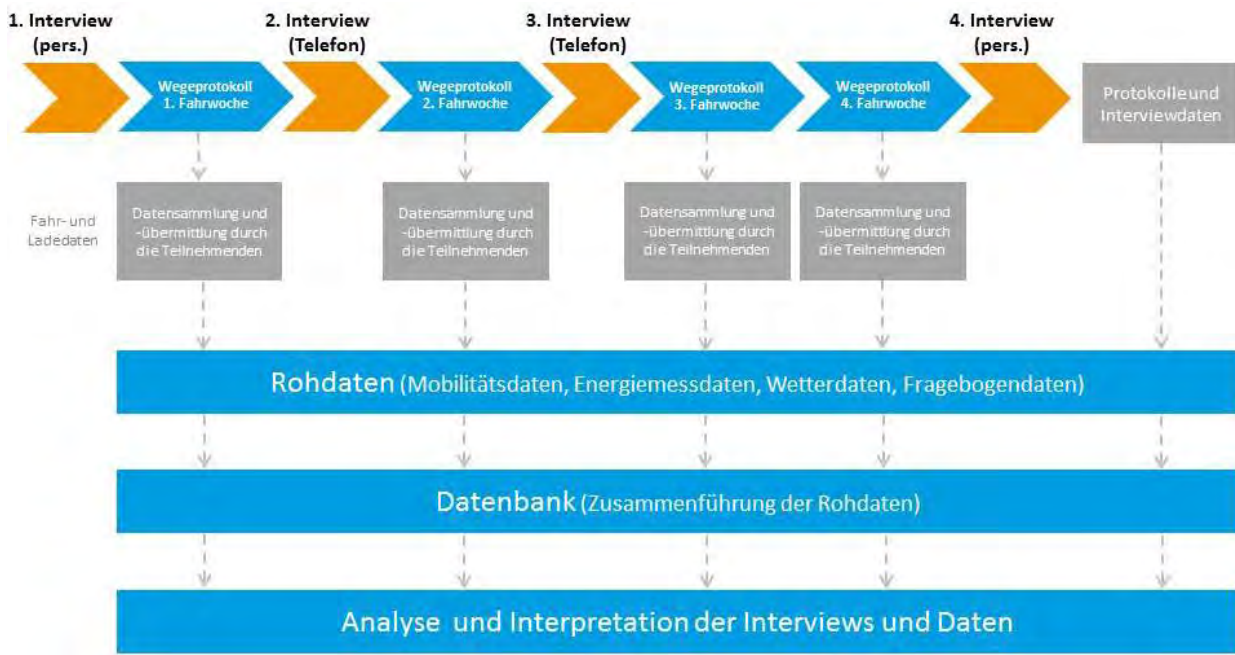 1. Interview
(pers.)
2. Interview
(Telefon)
3. Interview
(Telefon)
4. Interview
(pers.)
Wegeprotokoll
1. Fahrwoche
Wegeprotokoll
2. Fahrwoche
Wegeprotokoll
3. Fahrwoche
Wegeprotokoll
4. Fahrwoche
Protokolle und
Interviewdaten
Fahr- und
Ladedaten
Datensammlung und
-übermittlung durch
die Teilnehmenden
Datensammlung und
-übermittlung durch
die Teilnehmenden
Datensammlung und
-übermittlung durch
die Teilnehmenden
Datensammlung und
-übermittlung durch
die Teilnehmenden
Rohdaten (Mobilitätsdaten, Energiemessdaten, Wetterdaten, Fragebogendaten)
Datenbank (Zusammenführung der Rohdaten)
Analyse und Interpretation der Interviews und Daten